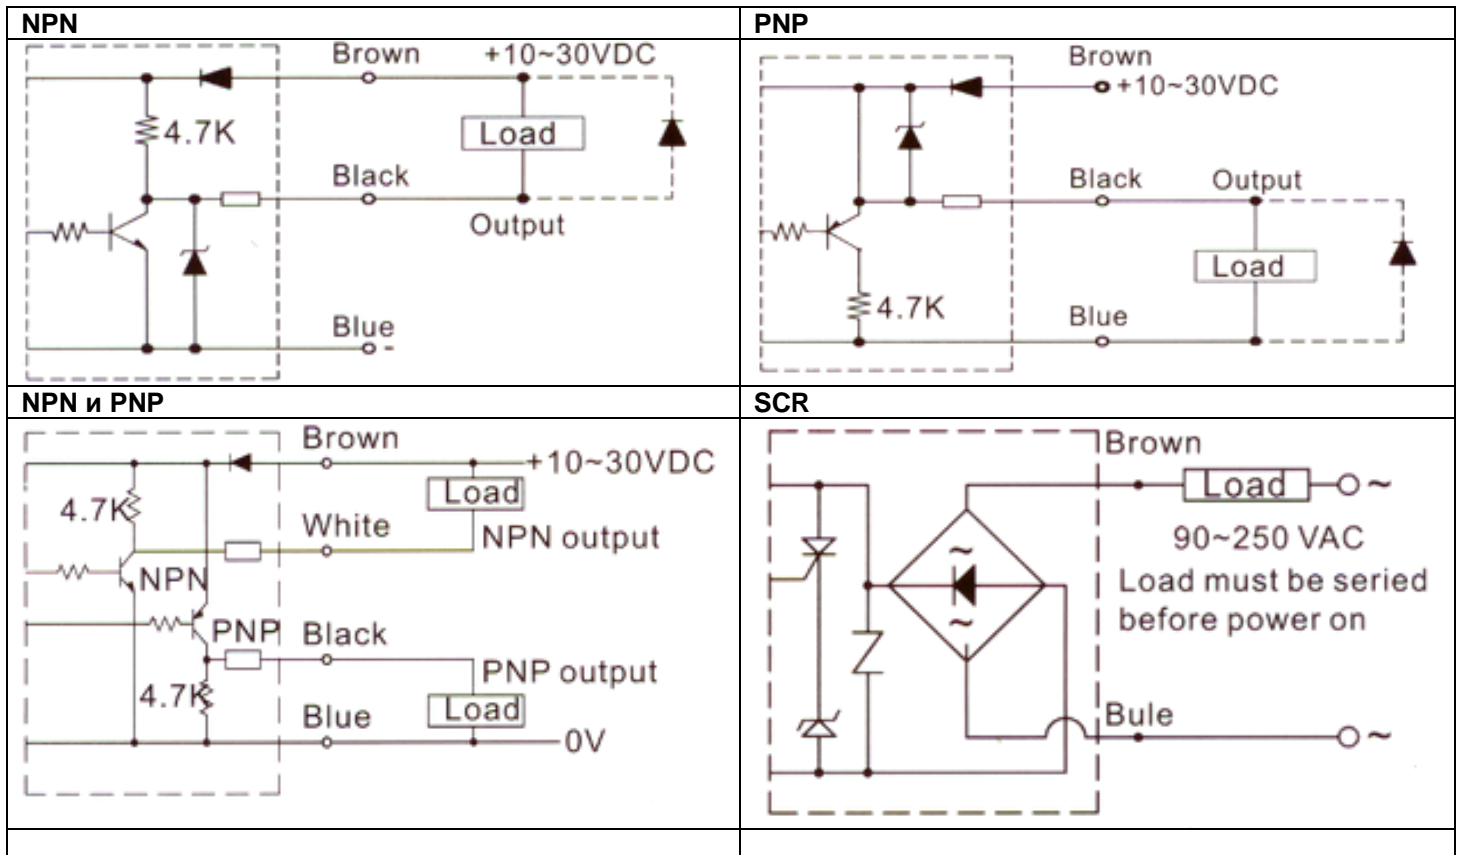 NPN
Brown +10~30VDC
4.7K
Load
Black
Output
Blue
-
PNP
Brown
+10~30VDC
Black Output
Load
4.7K
Blue
NPN и PNP
Brown
+10~30VDC
Load
4.7K
White
NPN output
NPN
PNP
Black
PNP output
4.7K
Load
Blue
0V
SCR
Brown
Load ~
90~250 VAC
~
Load must be seried
before power on
~
Bule
~